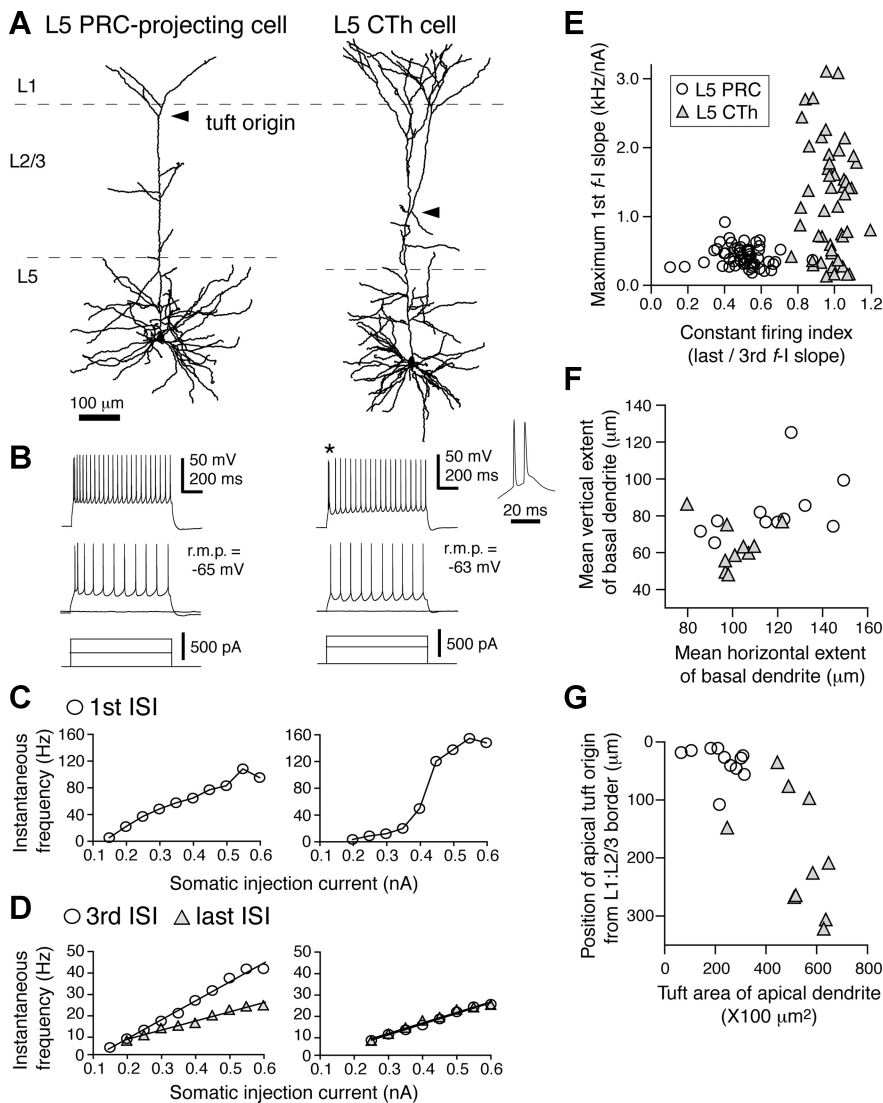 A
L5 PRC-projecting cell
L5 CTh cell
L1
tuft origin
L2/3
L5
100 µm
B
50 mV
200 ms
*
50 mV
200 ms
20 ms
r.m.p. =
-65 mV
r.m.p. =
-63 mV
500 pA
500 pA
C
1st ISI
Instantaneous
frequency (Hz)
160
120
80
40
0
0.1 0.2 0.3 0.4 0.5 0.6
160
120
80
40
0
0.1 0.2 0.3 0.4 0.5 0.6
Somatic injection current (nA)
D
3rd ISI last ISI
Instantaneous
frequency (Hz)
50
40
30
20
10
0
0.1 0.2 0.3 0.4 0.5 0.6
50
40
30
20
10
0
0.1 0.2 0.3 0.4 0.5 0.6
Somatic injection current (nA)
E
Maximum 1st f-I slope (kHz/nA)
3.0
2.0
1.0
0.0
L5 PRC
L5 CTh
0.0 0.2 0.4 0.6 0.8 1.0 1.2
Constant firing index
(last / 3rd f-I slope)
F
Mean vertical extent
of basal dendrite (µm)
140
120
100
80
60
40
80 100 120 140 160
Mean horizontal extent
of basal dendrite (µm)
G
Position of apical tuft origin
from L1:L2/3 border (µm)
0
100
200
300
0 200 400 600 800
Tuft area of apical dendrite
(X100 µm²)